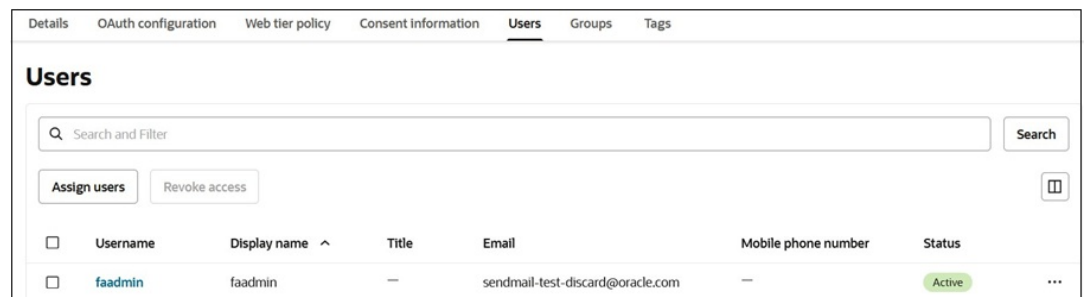 Details OAuth configuration Web tier policy Consent information Users Groups Tags
Users
Search and Filter Search
Assign users Revoke access
Username Display name Title Email Mobile phone number Status
faadmin faadmin — sendmail-test-discard@oracle.com — Active ...